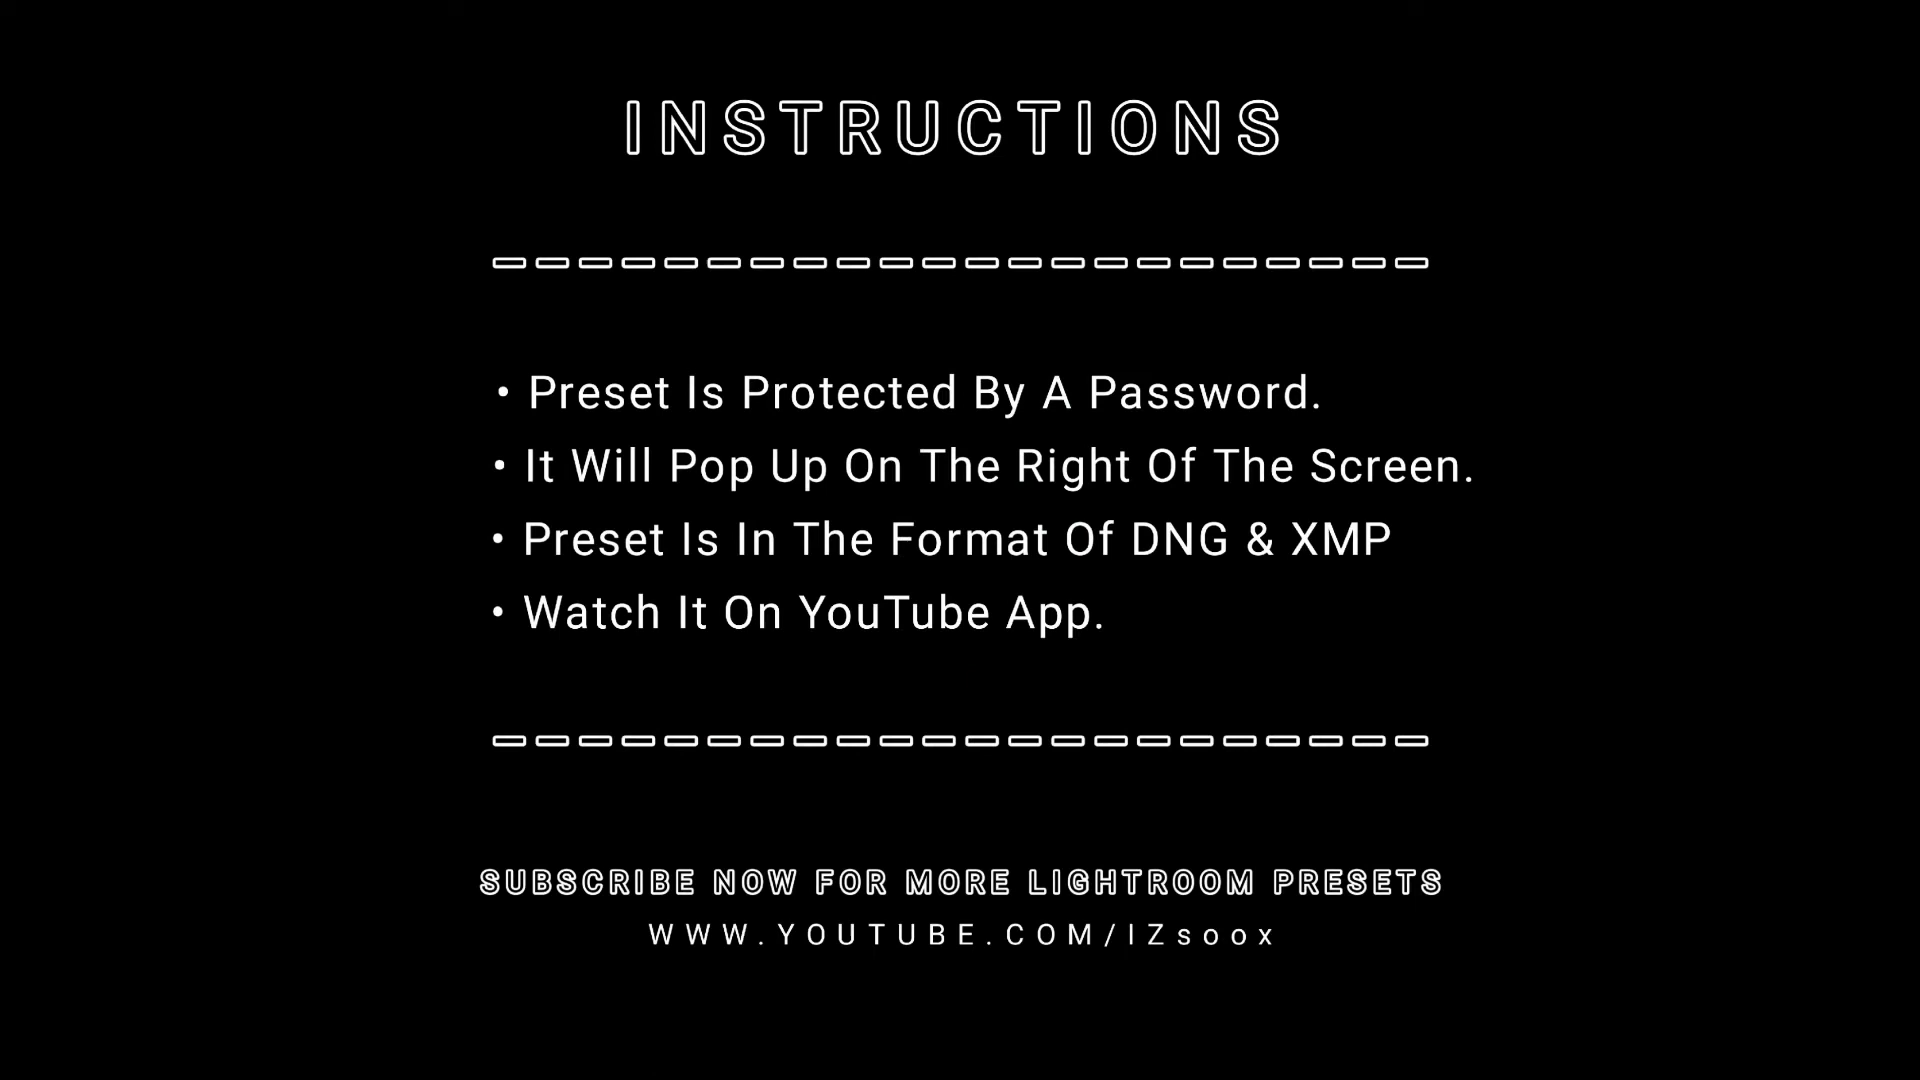 INSTRUCTIONS
• Preset Is Protected By A Password.
• It Will Pop Up On The Right Of The Screen.
• Preset Is In The Format Of DNG & XMP
• Watch It On YouTube App.
SUBSCRIBE NOW FOR MORE LIGHTROOM PRESETS
WWW.YOUTUBE.COM/IZsoox